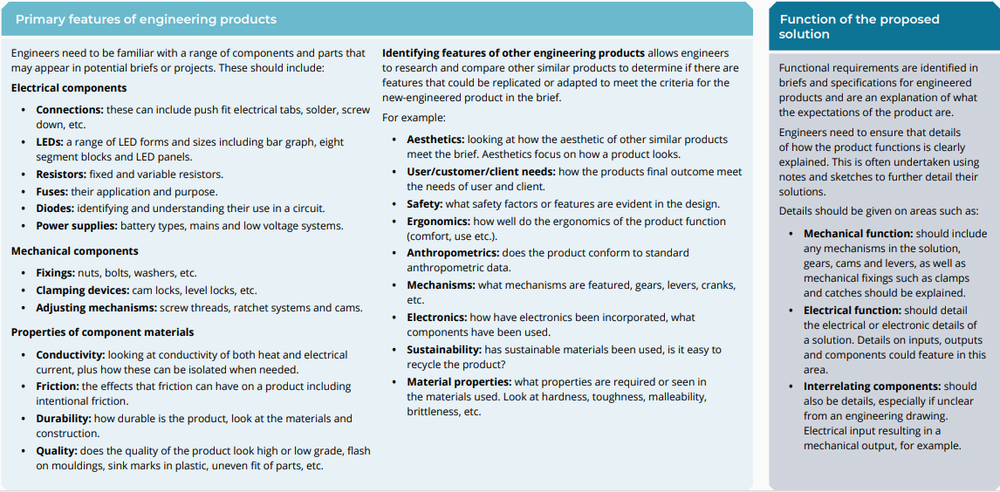 Primary features of engineering products
Engineers need to be familiar with a range of components and parts that
may appear in potential briefs or projects. These should include:
Electrical components
• Connections: these can include push fit electrical tabs, solder, screw
down, etc.
• LEDs: a range of LED forms and sizes including bar graph, eight
segment blocks and LED panels.
• Resistors: fixed and variable resistors.
• Fuses: their application and purpose.
• Diodes: identifying and understanding their use in a circuit.
• Power supplies: battery types, mains and low voltage systems.
Mechanical components
• Fixings: nuts, bolts, washers, etc.
• Clamping devices: cam locks, level locks, etc.
• Adjusting mechanisms: screw threads, ratchet systems and cams.
Properties of component materials
• Conductivity: looking at conductivity of both heat and electrical
current, plus how these can be isolated when needed.
• Friction: the effects that friction can have on a product including
intentional friction.
• Durability: how durable is the product, look at the materials and
construction.
• Quality: does the quality of the product look high or low grade, flash
on mouldings, sink marks in plastic, uneven fit of parts, etc.
Identifying features of other engineering products allows engineers
to research and compare other similar products to determine if there are
features that could be replicated or adapted to meet the criteria for the
new-engineered product in the brief.
For example:
• Aesthetics: looking at how the aesthetic of other similar products
meet the brief. Aesthetics focus on how a product looks.
• User/customer/client needs: how the products final outcome meet
the needs of user and client.
• Safety: what safety factors or features are evident in the design.
• Ergonomics: how well do the ergonomics of the product function
(comfort, use etc.).
• Anthropometrics: does the product conform to standard
anthropometric data.
• Mechanisms: what mechanisms are featured, gears, levers, cranks,
etc.
• Electronics: how have electronics been incorporated, what
components have been used.
• Sustainability: has sustainable materials been used, is it easy to
recycle the product?
• Material properties: what properties are required or seen in
the materials used. Look at hardness, toughness, malleability,
brittleness, etc.
Function of the proposed
solution
Functional requirements are identified in
briefs and specifications for engineered
products and are an explanation of what
the expectations of the product are.
Engineers need to ensure that details
of how the product functions is clearly
explained. This is often undertaken using
notes and sketches to further detail their
solutions.
Details should be given on areas such as:
• Mechanical function: should include
any mechanisms in the solution,
gears, cams and levers, as well as
mechanical fixings such as clamps
and catches should be explained.
• Electrical function: should detail
the electrical or electronic details of
a solution. Details on inputs, outputs
and components could feature in this
area.
• Interrelating components: should
also be details, especially if unclear
from an engineering drawing.
Electrical input resulting in a
mechanical output, for example.